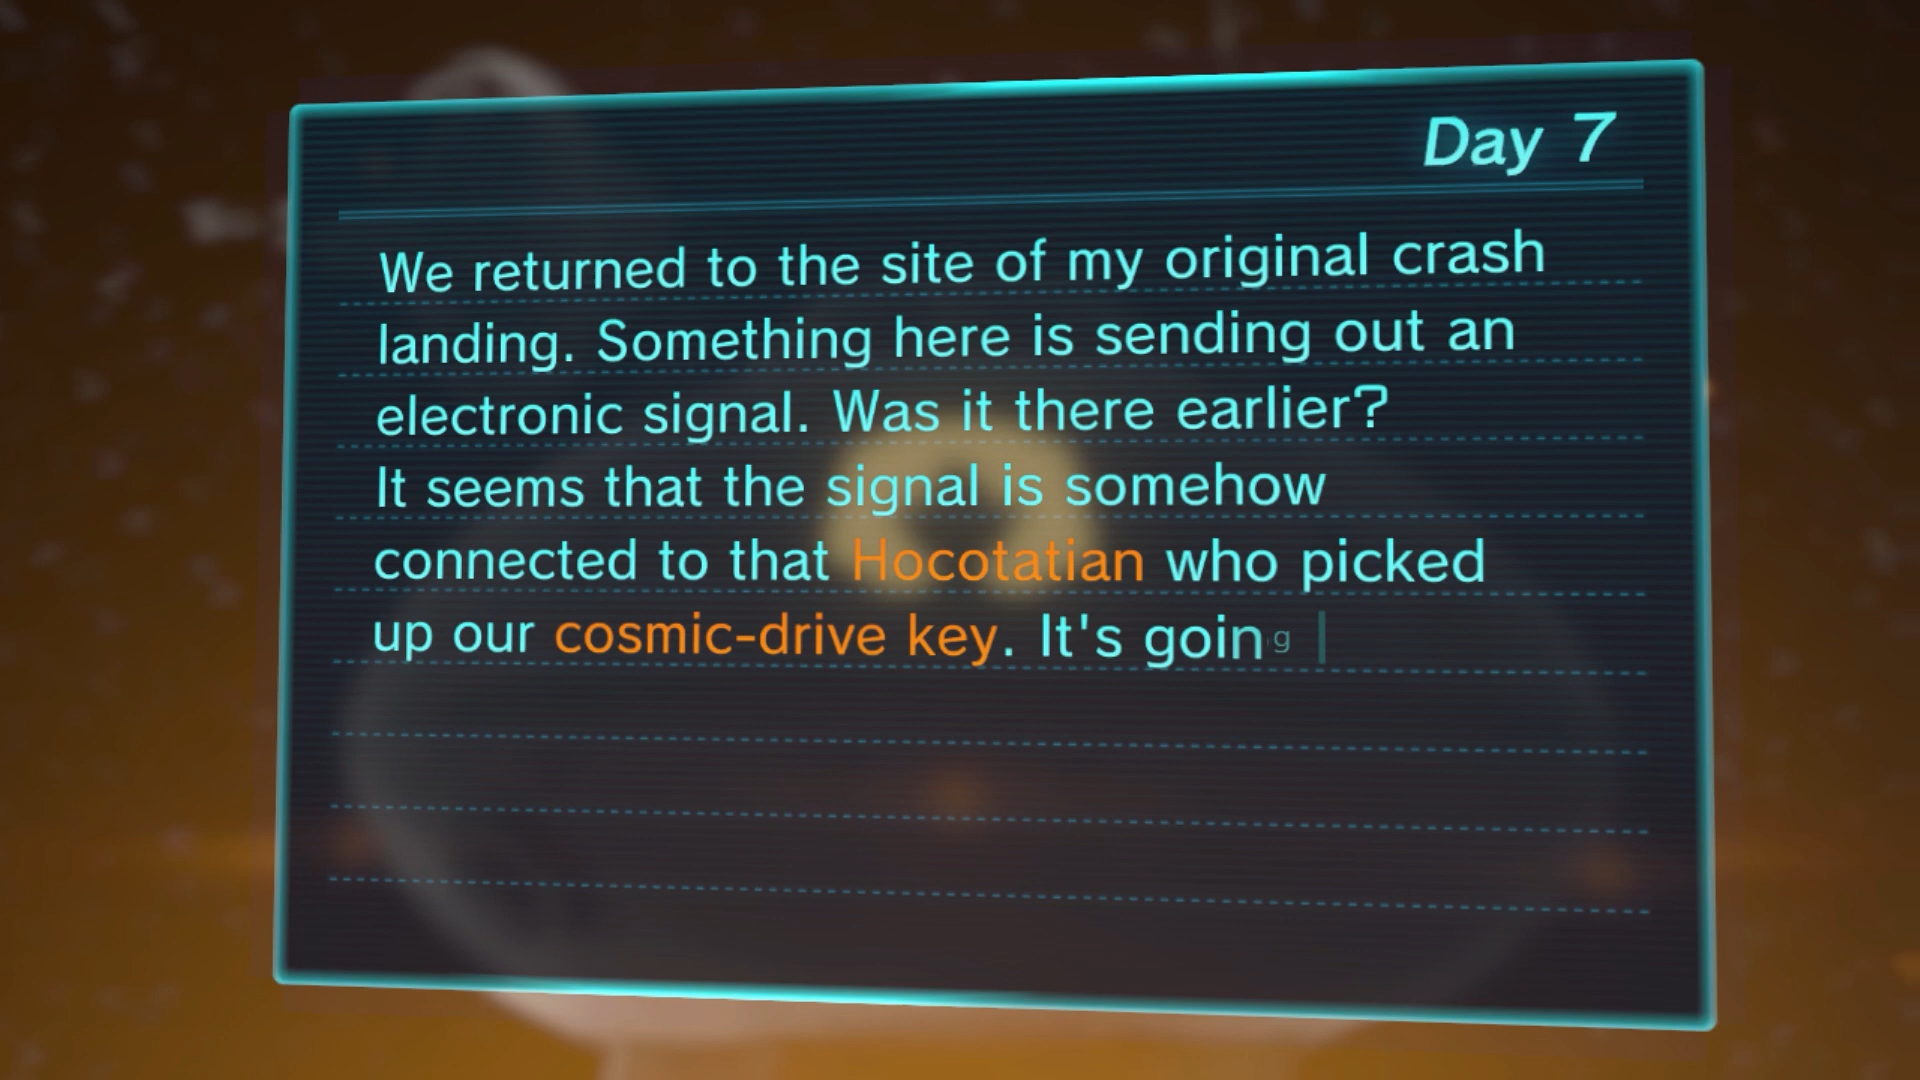 Day 7
We returned to the site of my original crash
landing. Something here is sending out an
electronic signal. Was it there earlier?
It seems that the signal is somehow
connected to that Hocotatian who picked
up our cosmic-drive key. It's going